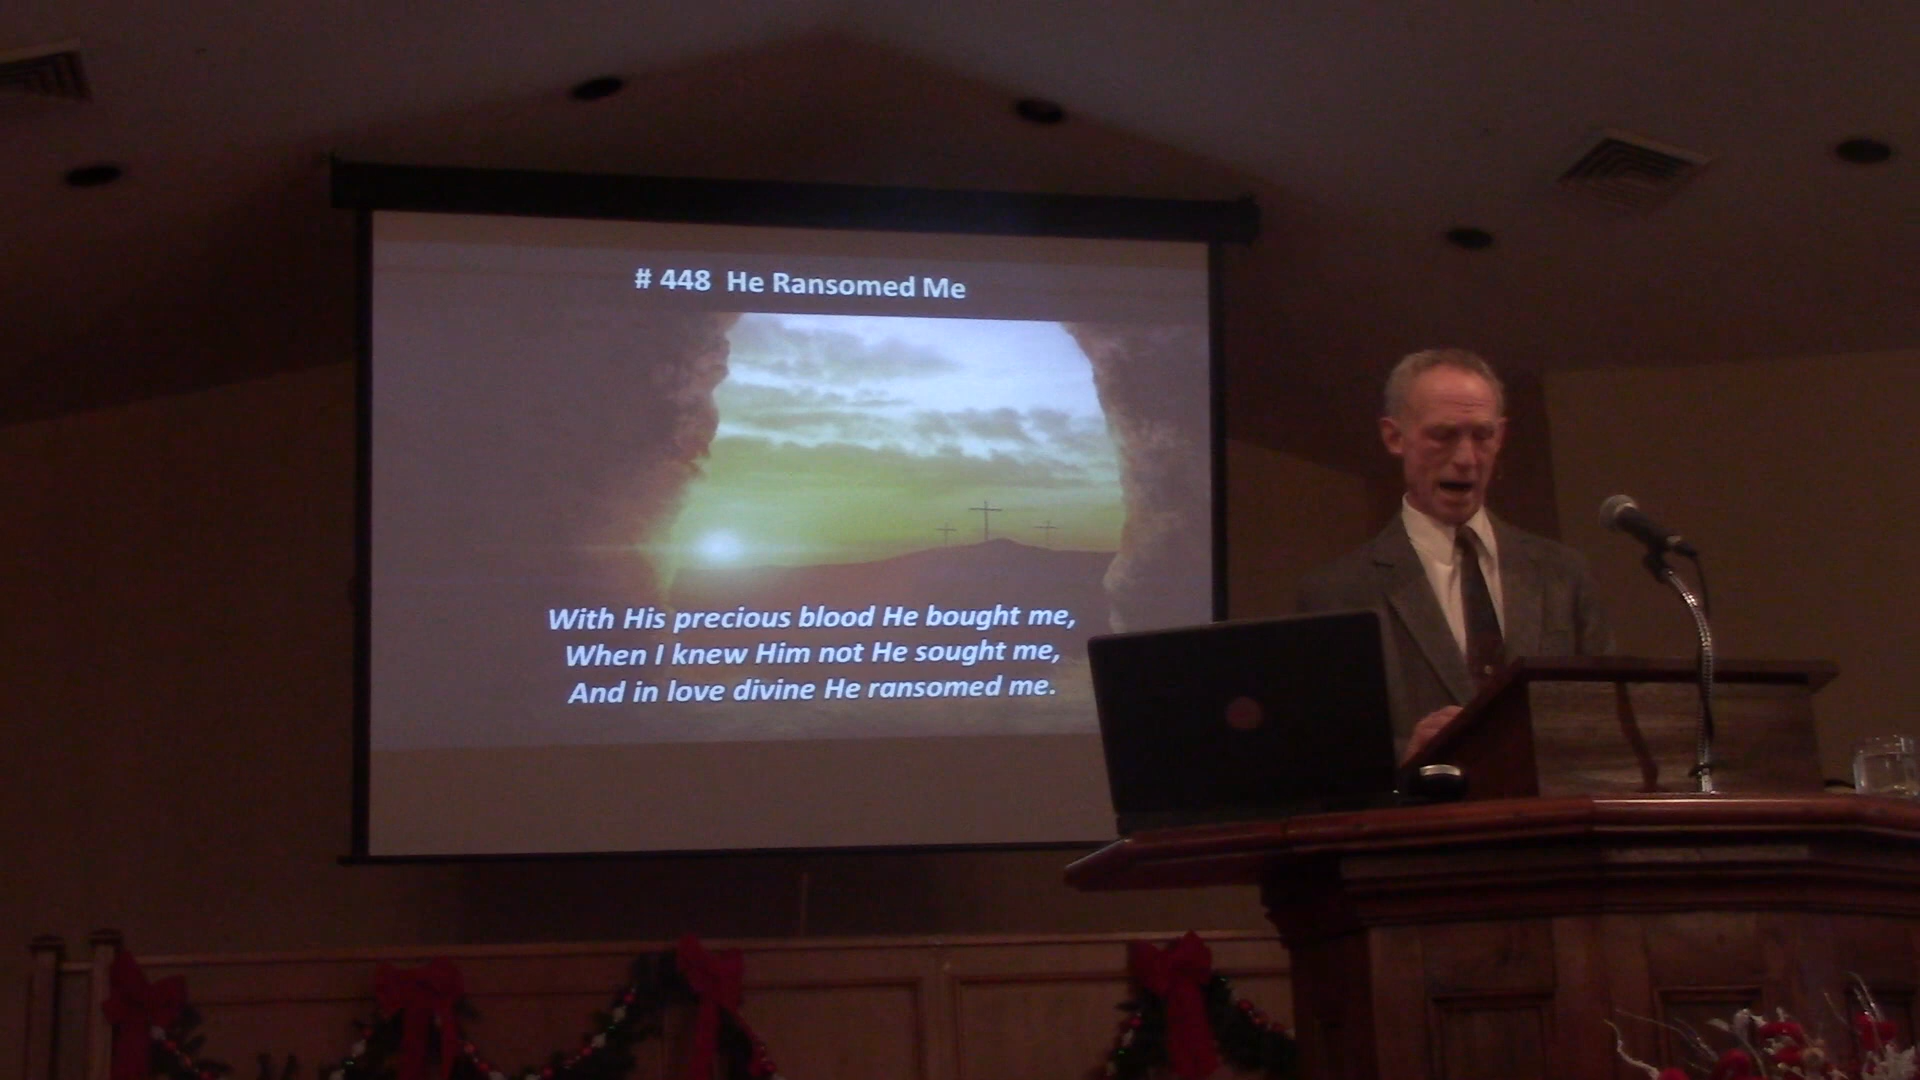 # 448 He Ransomed Me
With His precious blood He bought me,
When I knew Him not He sought me,
And in love divine He ransomed me.